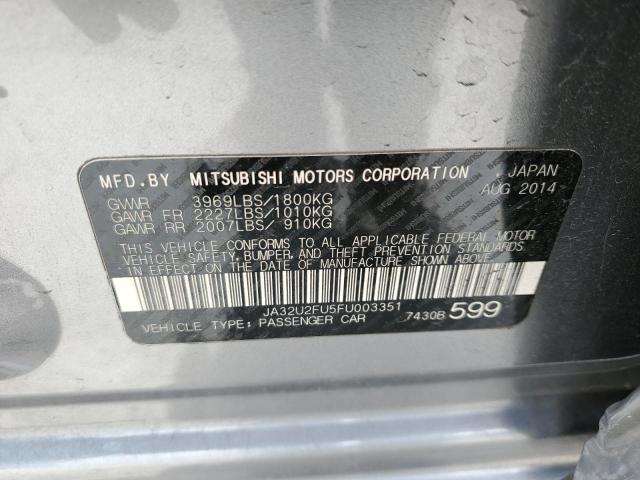 MFD.BY MITSUBISHI MOTORS CORPORATION , JAPAN
GVWR 3969LBS/1800KG AUG 2014
GAWR FR 2227LBS/1010KG
GAWR RR 2007LBS/ 910KG
THIS VEHICLE CONFORMS TO ALL APPLICABLE FEDERAL MOTOR
VEHICLE SAFETY, BUMPER, AND THEFT PREVENTION STANDARDS
IN EFFECT ON THE DATE OF MANUFACTURE SHOWN ABOVE.
JA32U2FU5FU003351
VEHICLE TYPE: PASSENGER CAR 7430B 599